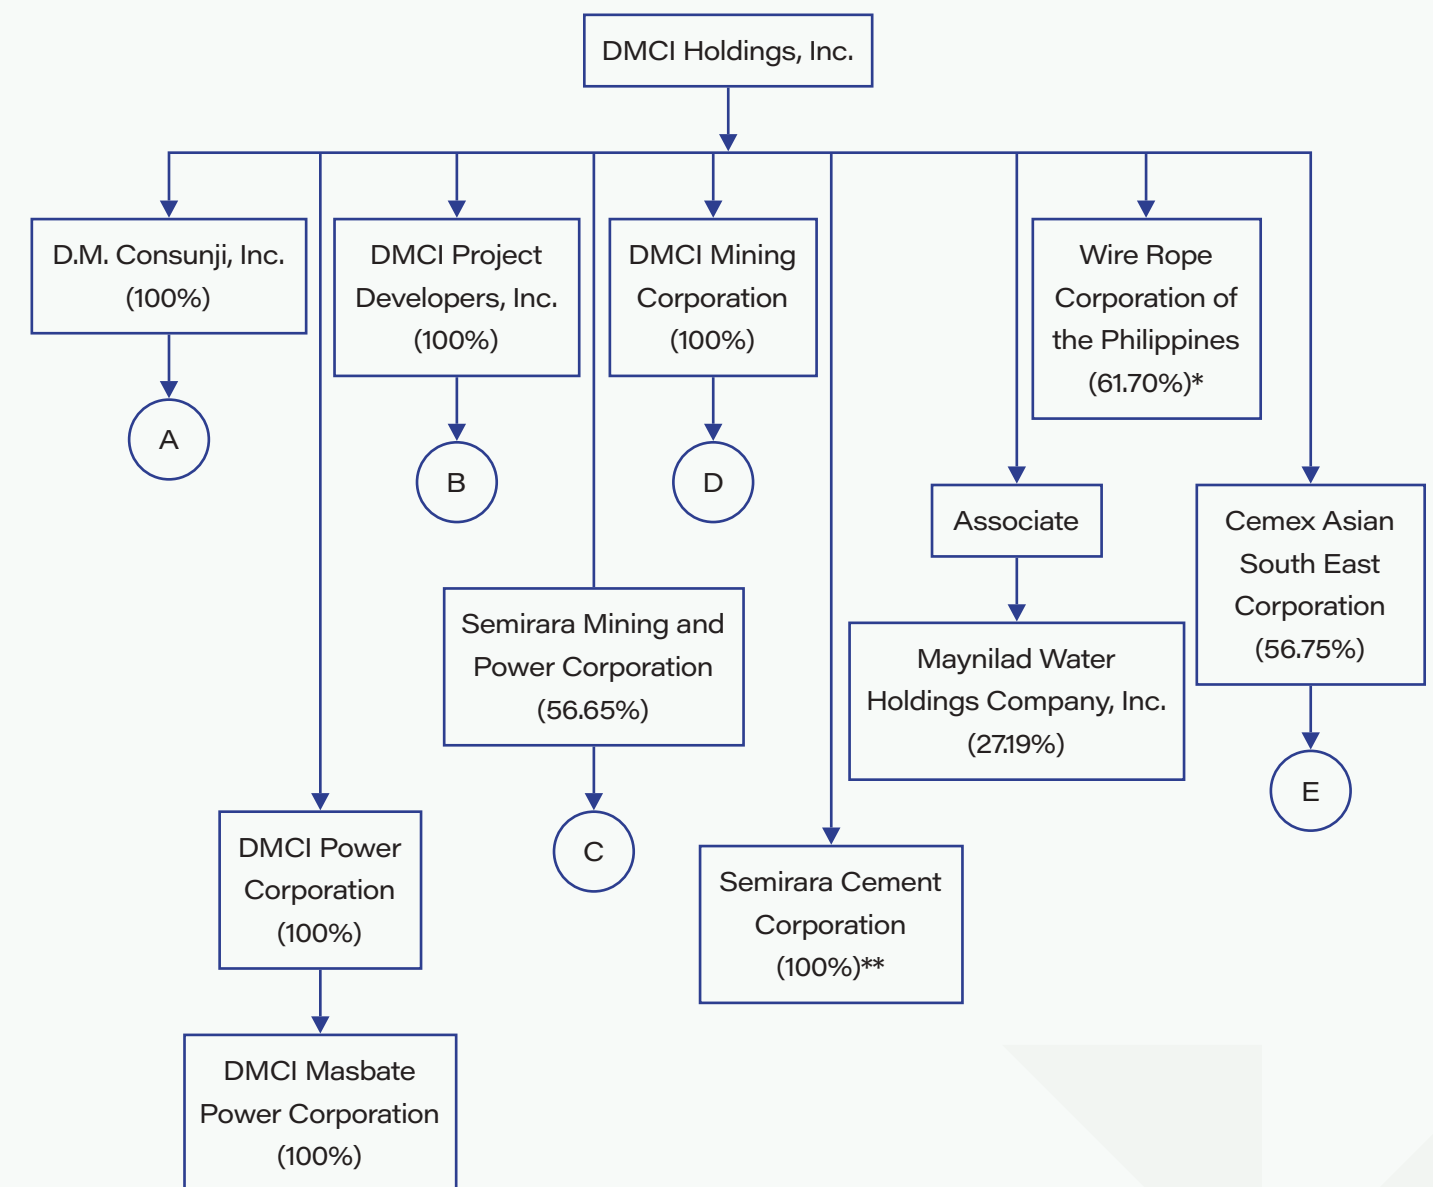 DMCI Holdings, Inc.
D.M. Consunji, Inc.
(100%)
A
DMCI Project
Developers, Inc.
(100%)
B
DMCI Mining
Corporation
(100%)
D
Wire Rope
Corporation of
the Philippines
(61.70%)*
Associate
Maynilad Water
Holdings Company, Inc.
(27.19%)
Cemex Asian
South East
Corporation
(56.75%)
E
Semirara Mining and
Power Corporation
(56.65%)
C
DMCI Power
Corporation
(100%)
Semirara Cement
Corporation
(100%)**
DMCI Masbate
Power Corporation
(100%)